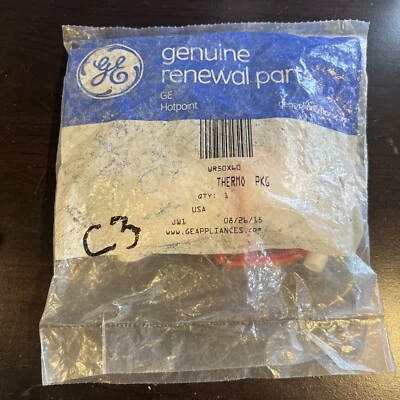 GE
genuine
renewal part
GE
Hotpoint
WR50X60
THERMO PKG
QTY: 1
USA
JW1 08/26/16
WWW.GEAPPLIANCES.com
C3